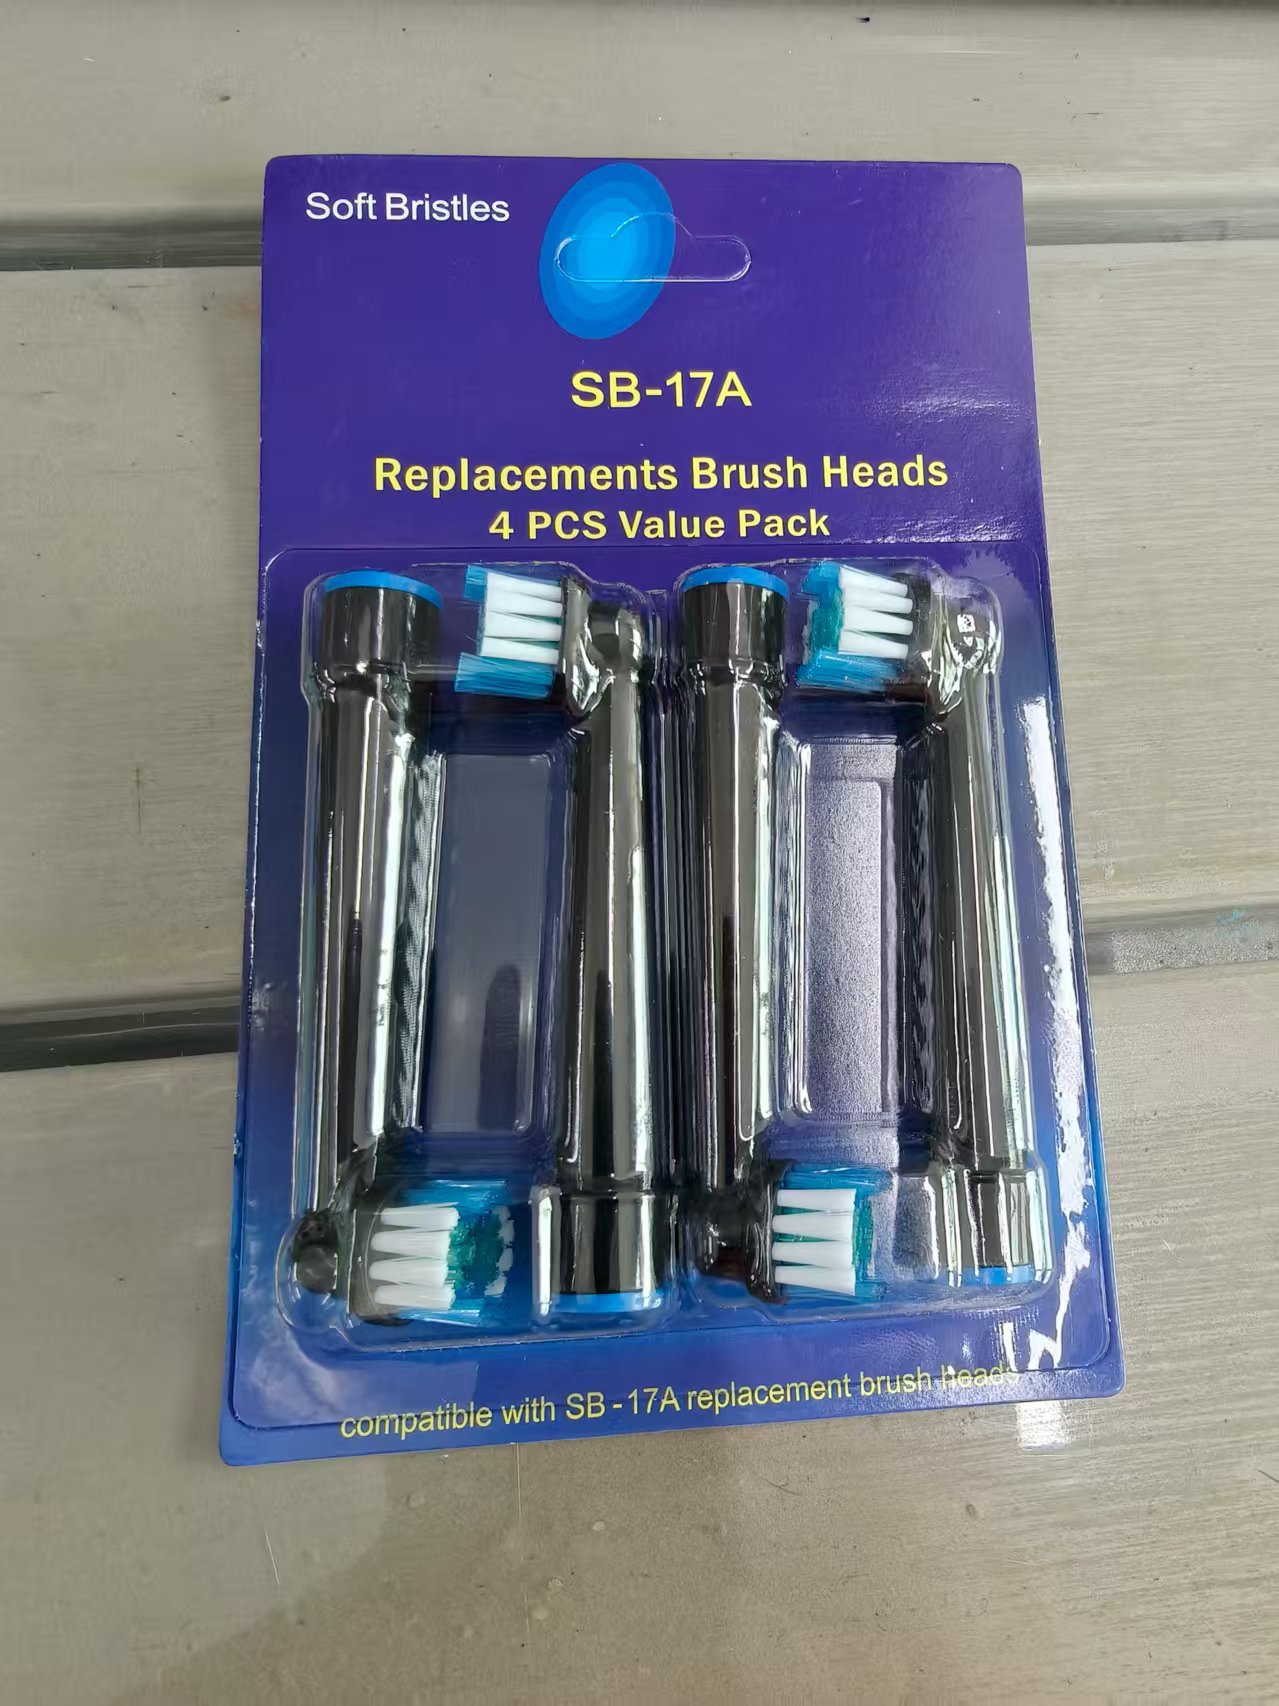 Soft Bristles
SB-17A
Replacements Brush Heads
4 PCS Value Pack
compatible with SB-17A replacement brush heads